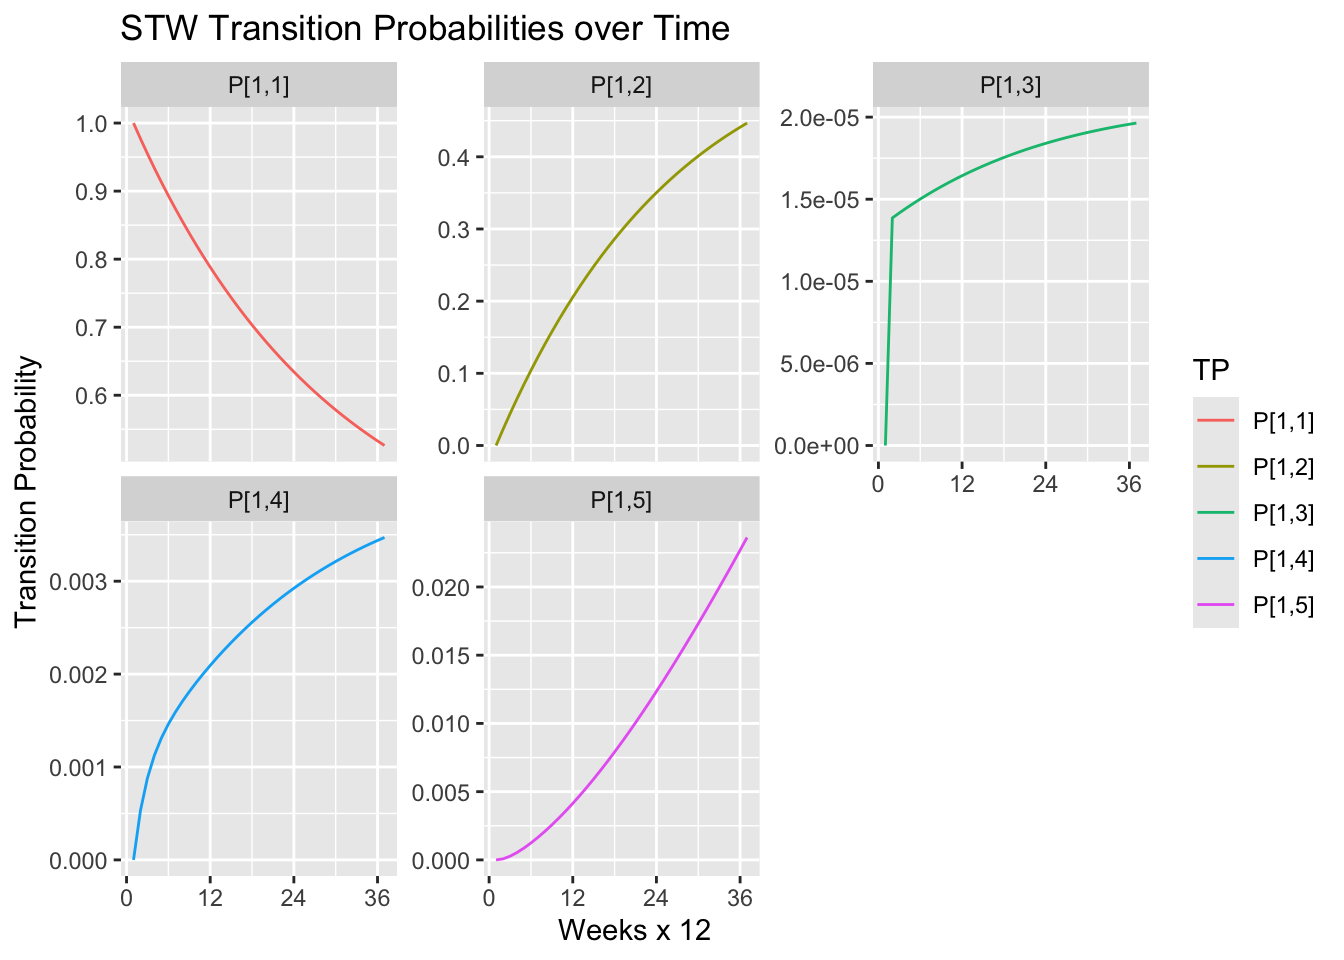 STW Transition Probabilities over Time
P[1,1]
1.0
0.9
0.8
0.7
0.6
P[1,2]
0.4
0.3
0.2
0.1
0.0
P[1,3]
2.0e-05
1.5e-05
1.0e-05
5.0e-06
0.0e+00
0 12 24 36
P[1,4]
0.003
0.002
0.001
0.000
0 12 24 36
P[1,5]
0.020
0.015
0.010
0.005
0.000
0 12 24 36
Transition Probability
Weeks x 12
TP
P[1,1]
P[1,2]
P[1,3]
P[1,4]
P[1,5]